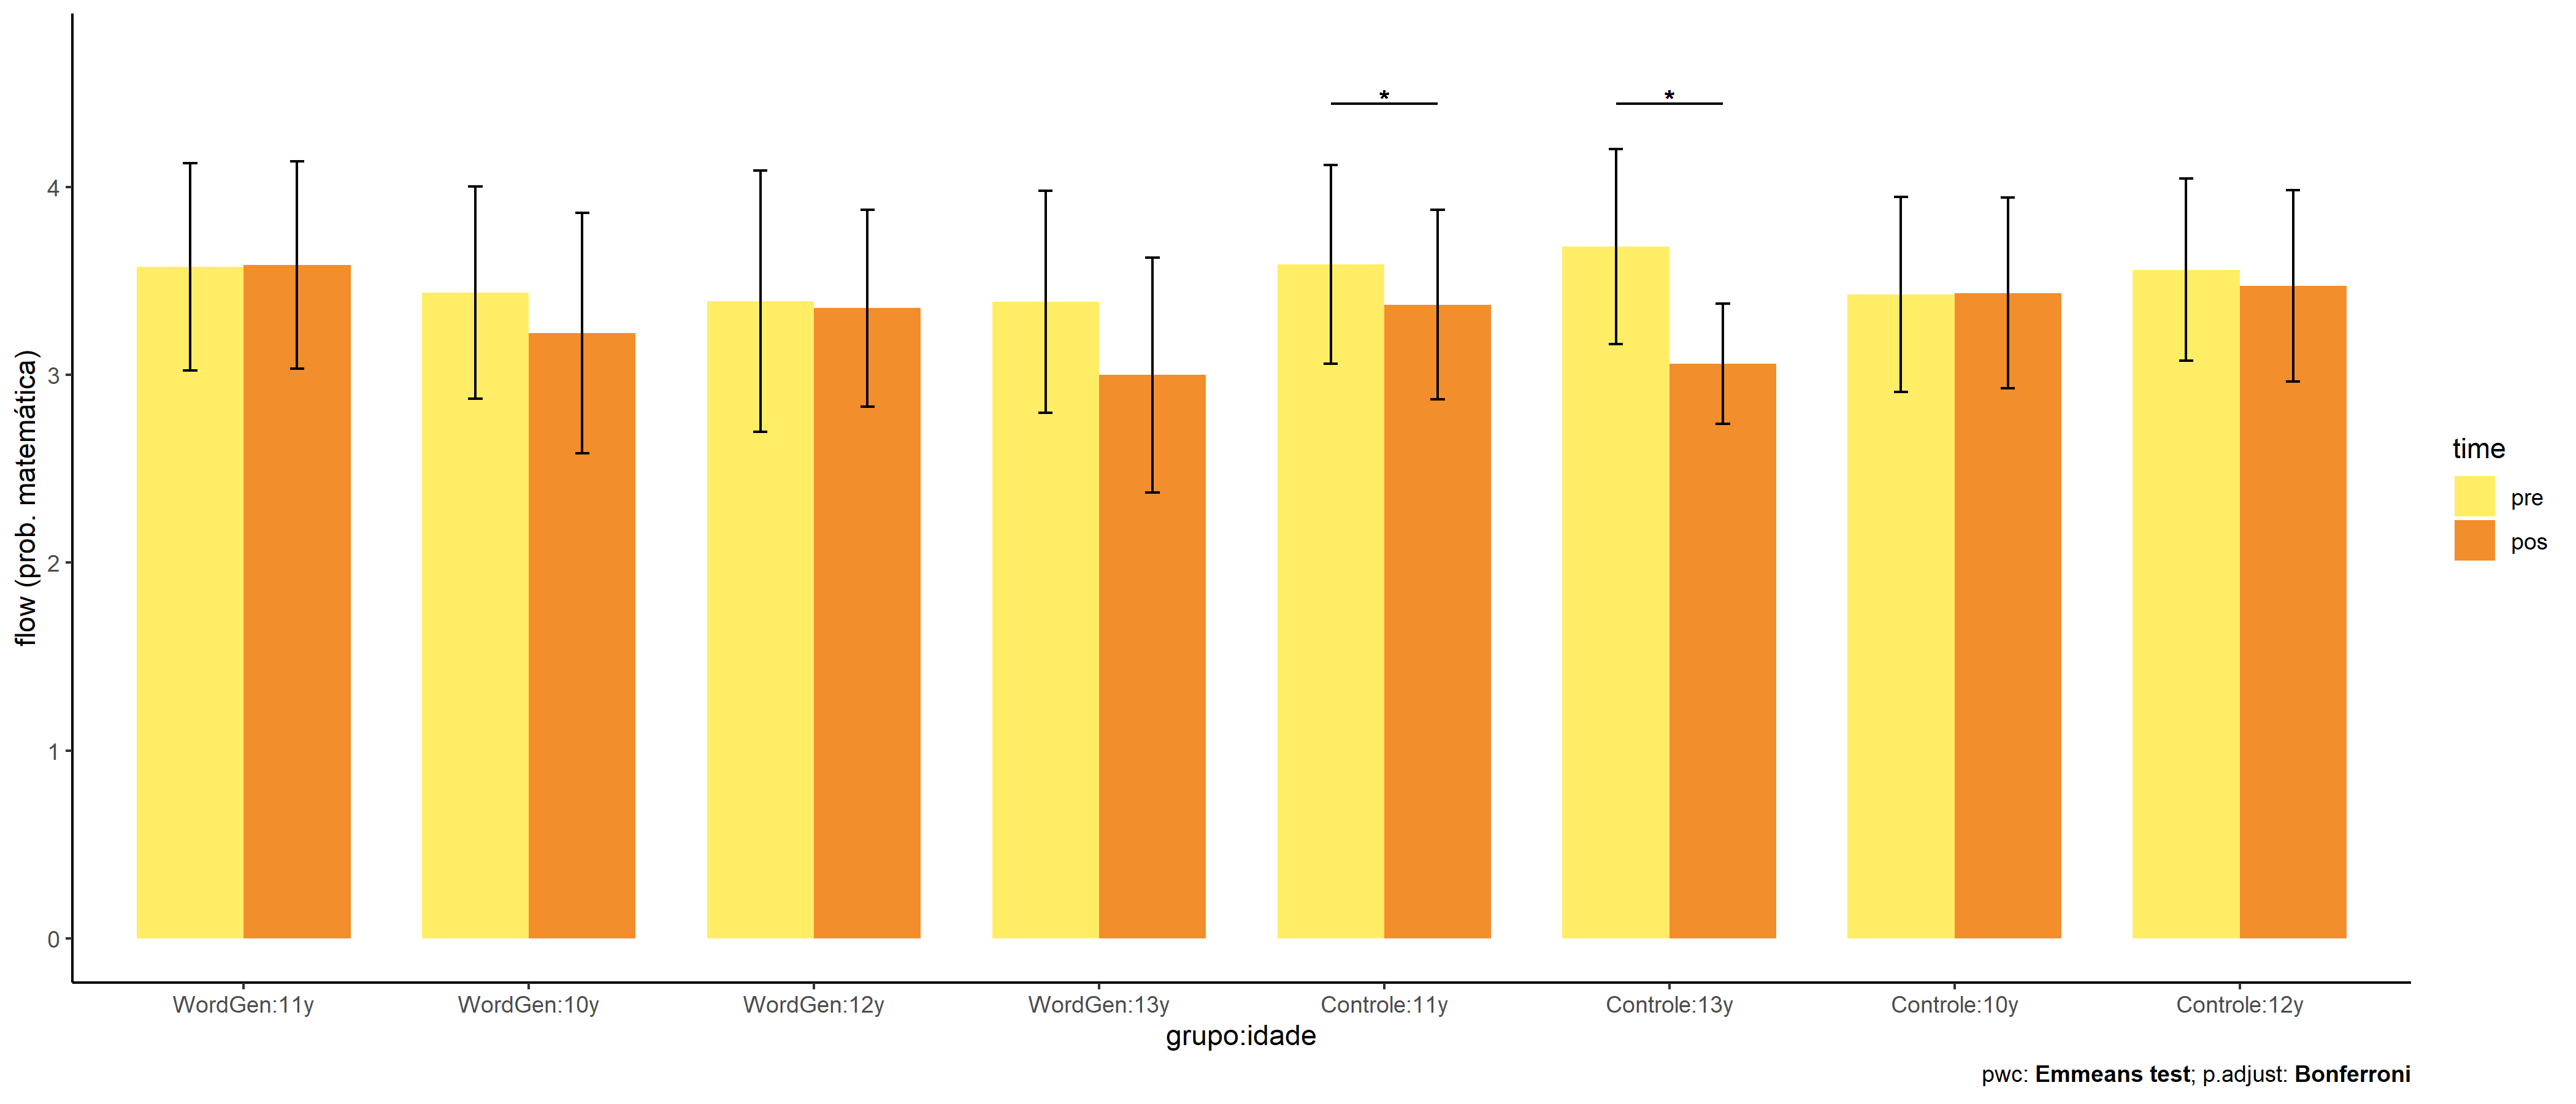 flow (prob. matemática)
4
3
2
1
0
*
*
WordGen:11y
WordGen:10y
WordGen:12y
WordGen:13y
Controle:11y
Controle:13y
Controle:10y
Controle:12y
grupo:idade
time
pre
pos
pwc: Emmeans test; p.adjust: Bonferroni